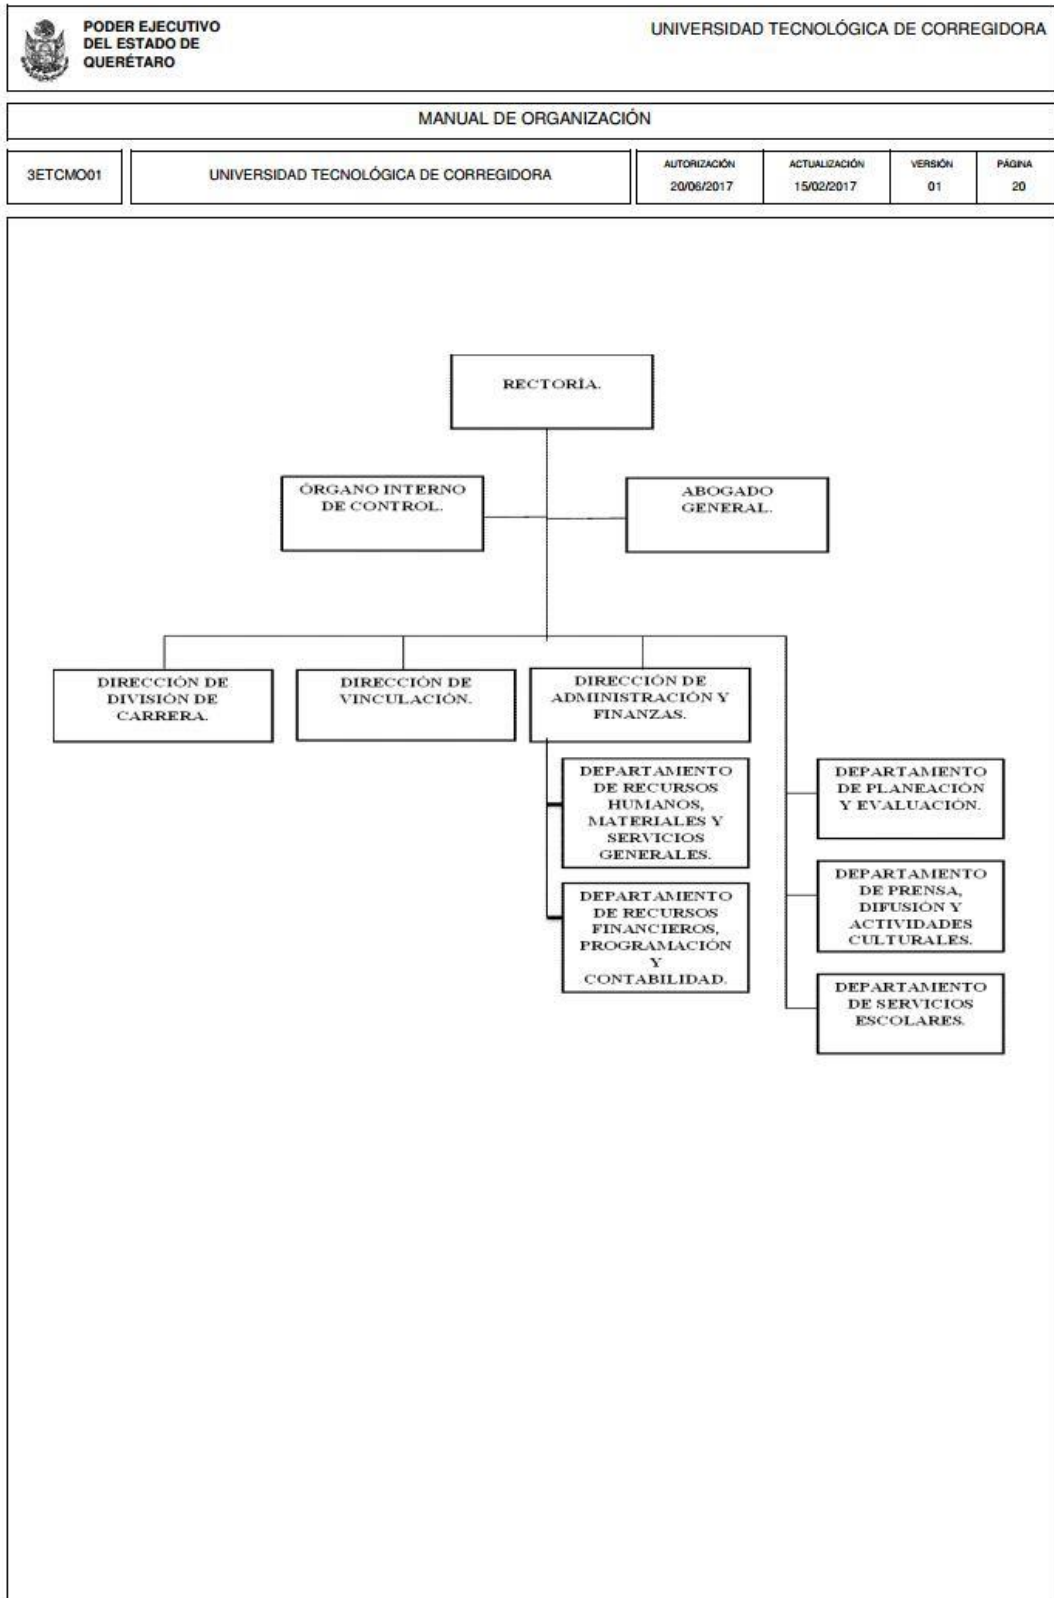 PODER EJECUTIVO
DEL ESTADO DE
QUERÉTARO
UNIVERSIDAD TECNOLÓGICA DE CORREGIDORA
MANUAL DE ORGANIZACIÓN
3ETCMO01
UNIVERSIDAD TECNOLÓGICA DE CORREGIDORA
AUTORIZACIÓN
20/06/2017
ACTUALIZACIÓN
15/02/2017
VERSIÓN
01
PÁGINA
20
RECTORÍA.
ÓRGANO INTERNO
DE CONTROL.
ABOGADO
GENERAL.
DIRECCIÓN DE
DIVISIÓN DE
CARRERA.
DIRECCIÓN DE
VINCULACIÓN.
DIRECCIÓN DE
ADMINISTRACIÓN Y
FINANZAS.
DEPARTAMENTO
DE RECURSOS
HUMANOS,
MATERIALES Y
SERVICIOS
GENERALES.
DEPARTAMENTO
DE RECURSOS
FINANCIEROS,
PROGRAMACIÓN
Y
CONTABILIDAD.
DEPARTAMENTO
DE PLANEACIÓN
Y EVALUACIÓN.
DEPARTAMENTO
DE PRENSA,
DIFUSIÓN Y
ACTIVIDADES
CULTURALES.
DEPARTAMENTO
DE SERVICIOS
ESCOLARES.